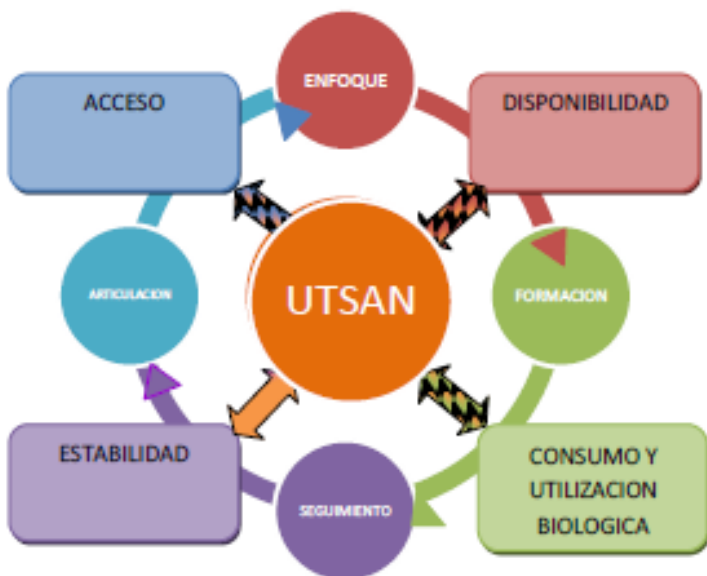 ENFOQUE
ACCESO
DISPONIBILIDAD
UTSAN
ARTICULACION
FORMACION
ESTABILIDAD
CONSUMO Y
UTILIZACION
BIOLOGICA
SEGUIMIENTO